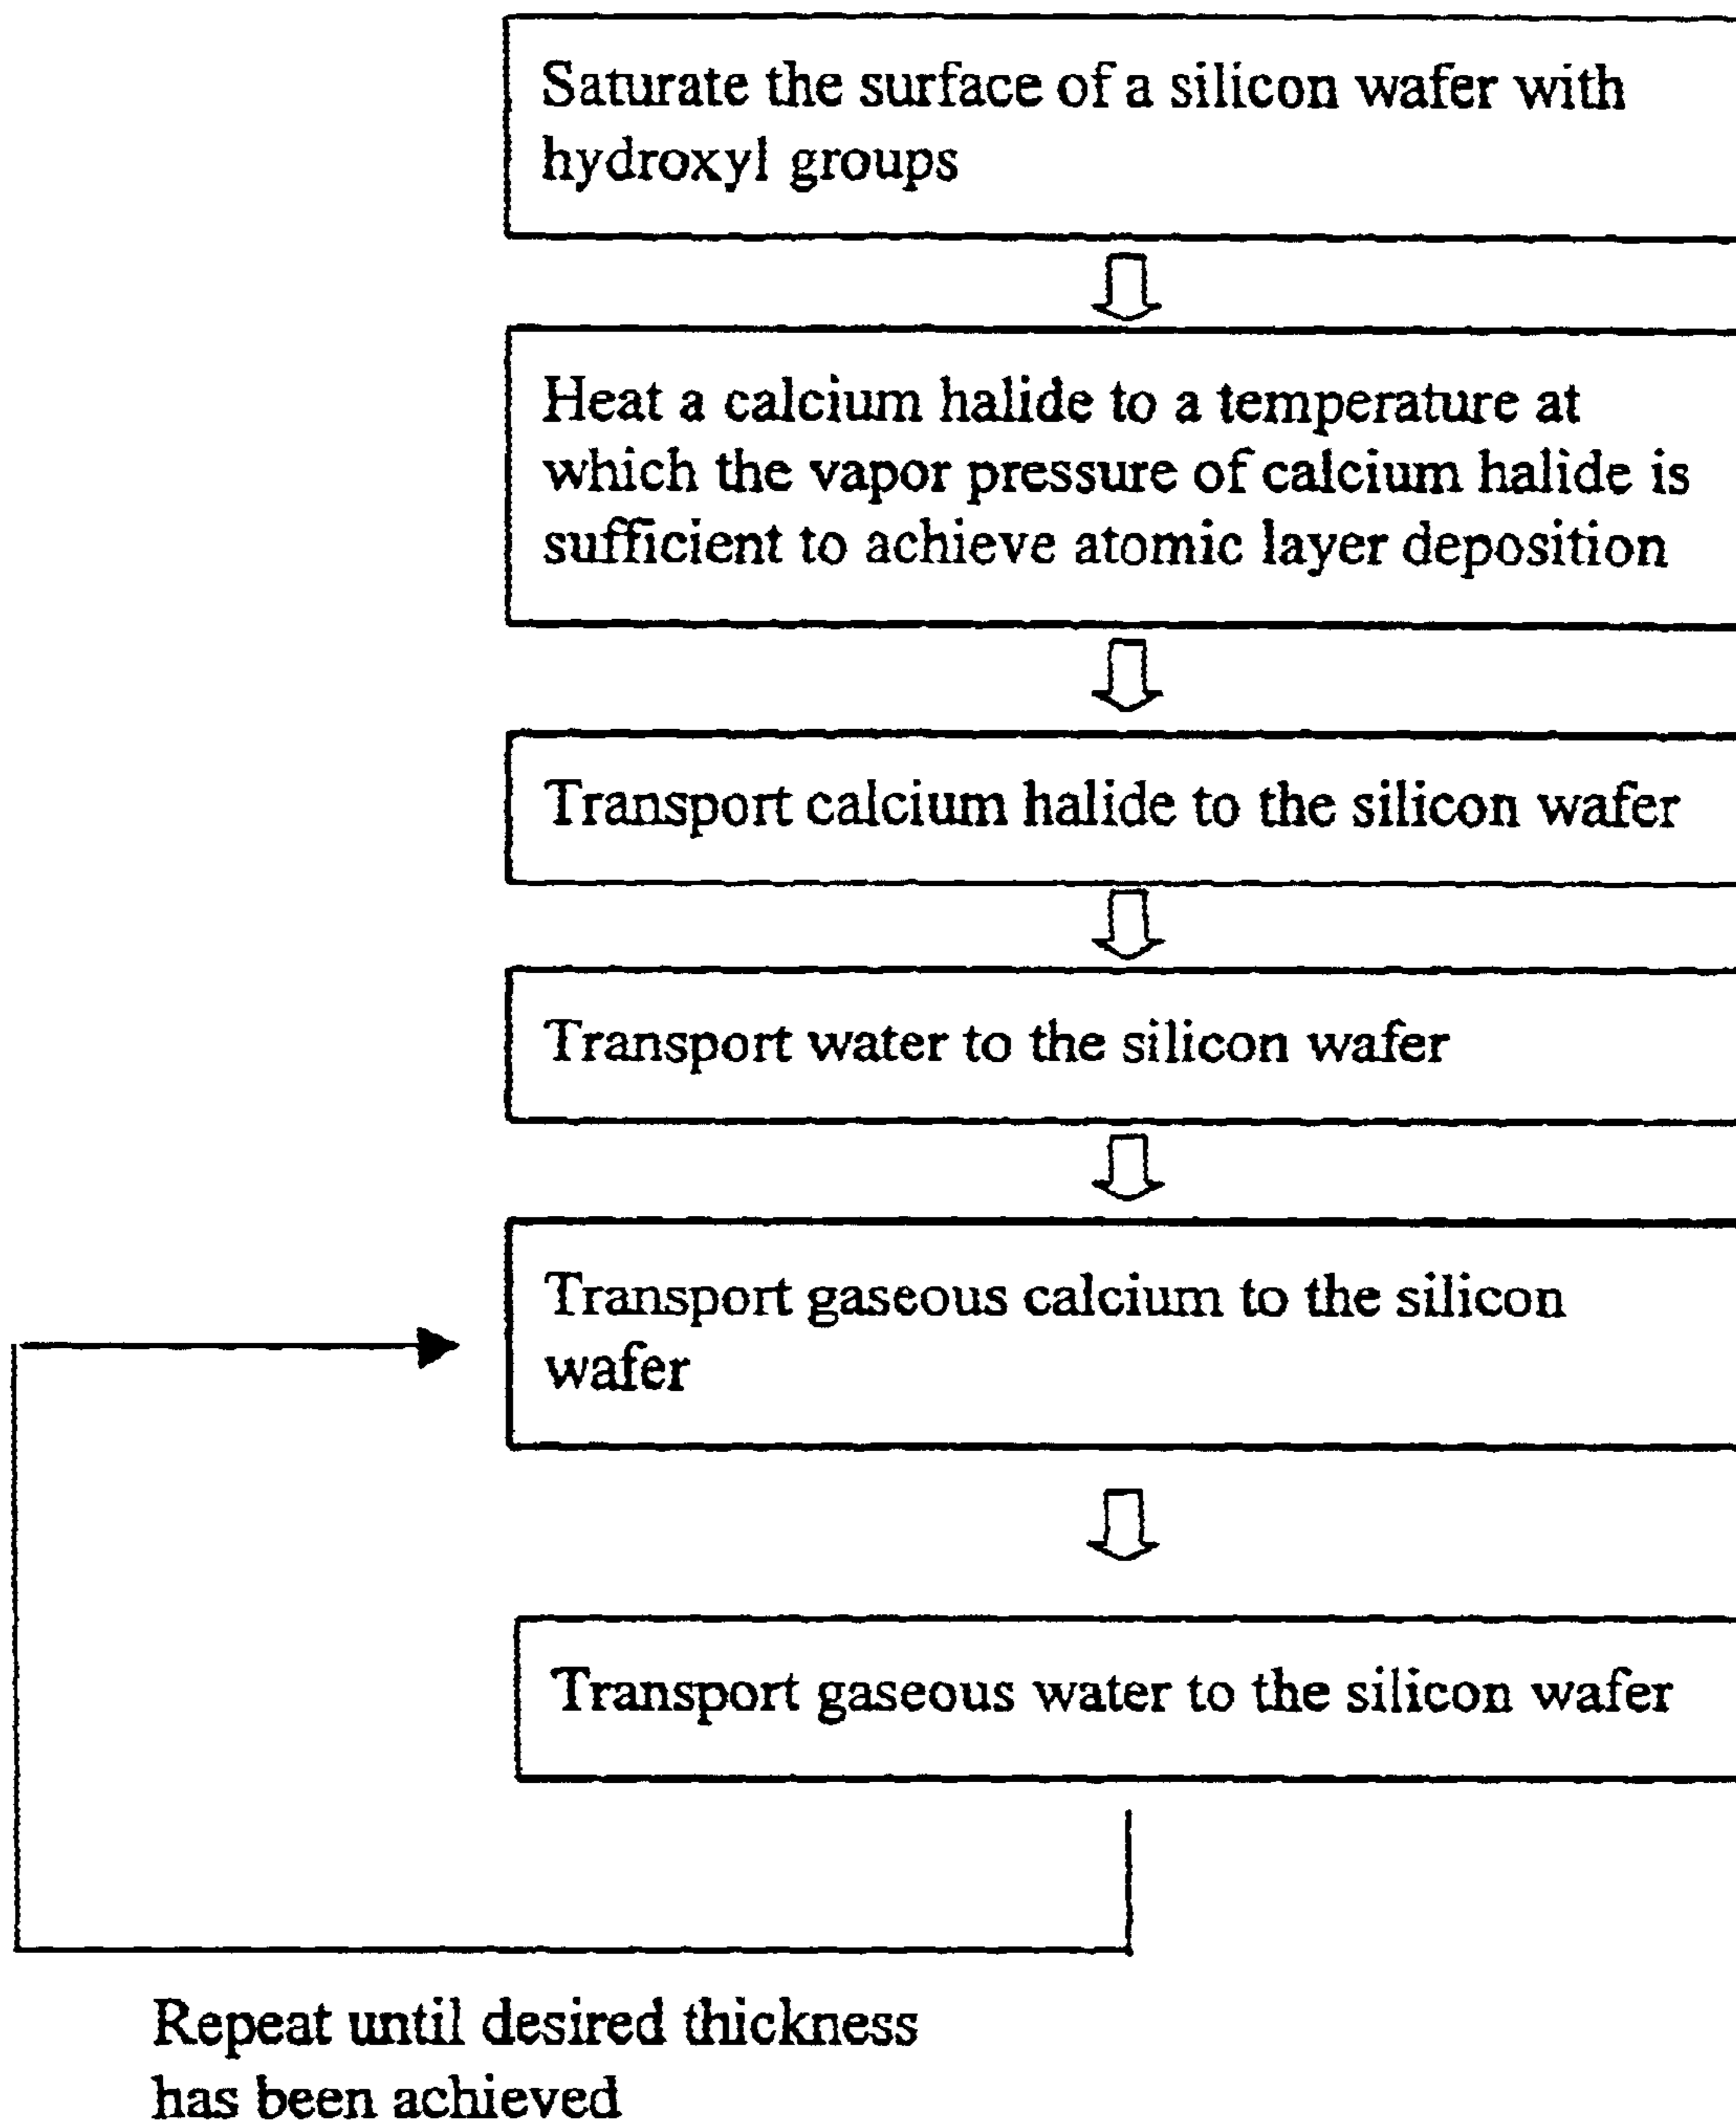 Saturate the surface of a silicon wafer with
hydroxyl groups
Heat a calcium halide to a temperature at
which the vapor pressure of calcium halide is
sufficient to achieve atomic layer deposition
Transport calcium halide to the silicon wafer
Transport water to the silicon wafer
Transport gaseous calcium to the silicon
wafer
Transport gaseous water to the silicon wafer
Repeat until desired thickness
has been achieved